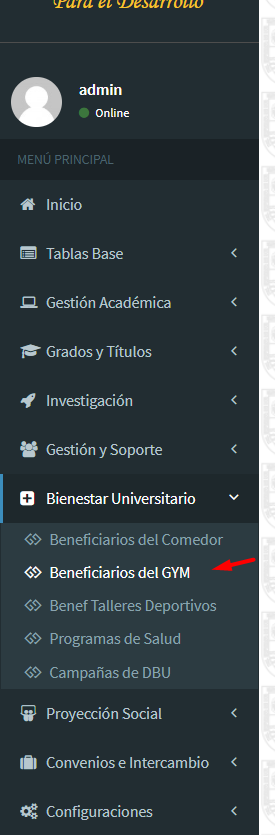 Para el Desarrollo
admin
Online
MENÚ PRINCIPAL
Inicio
Tablas Base
Gestión Académica
Grados y Títulos
Investigación
Gestión y Soporte
Bienestar Universitario
Beneficiarios del Comedor
Beneficiarios del GYM
Benef Talleres Deportivos
Programas de Salud
Campañas de DBU
Proyección Social
Convenios e Intercambio
Configuraciones